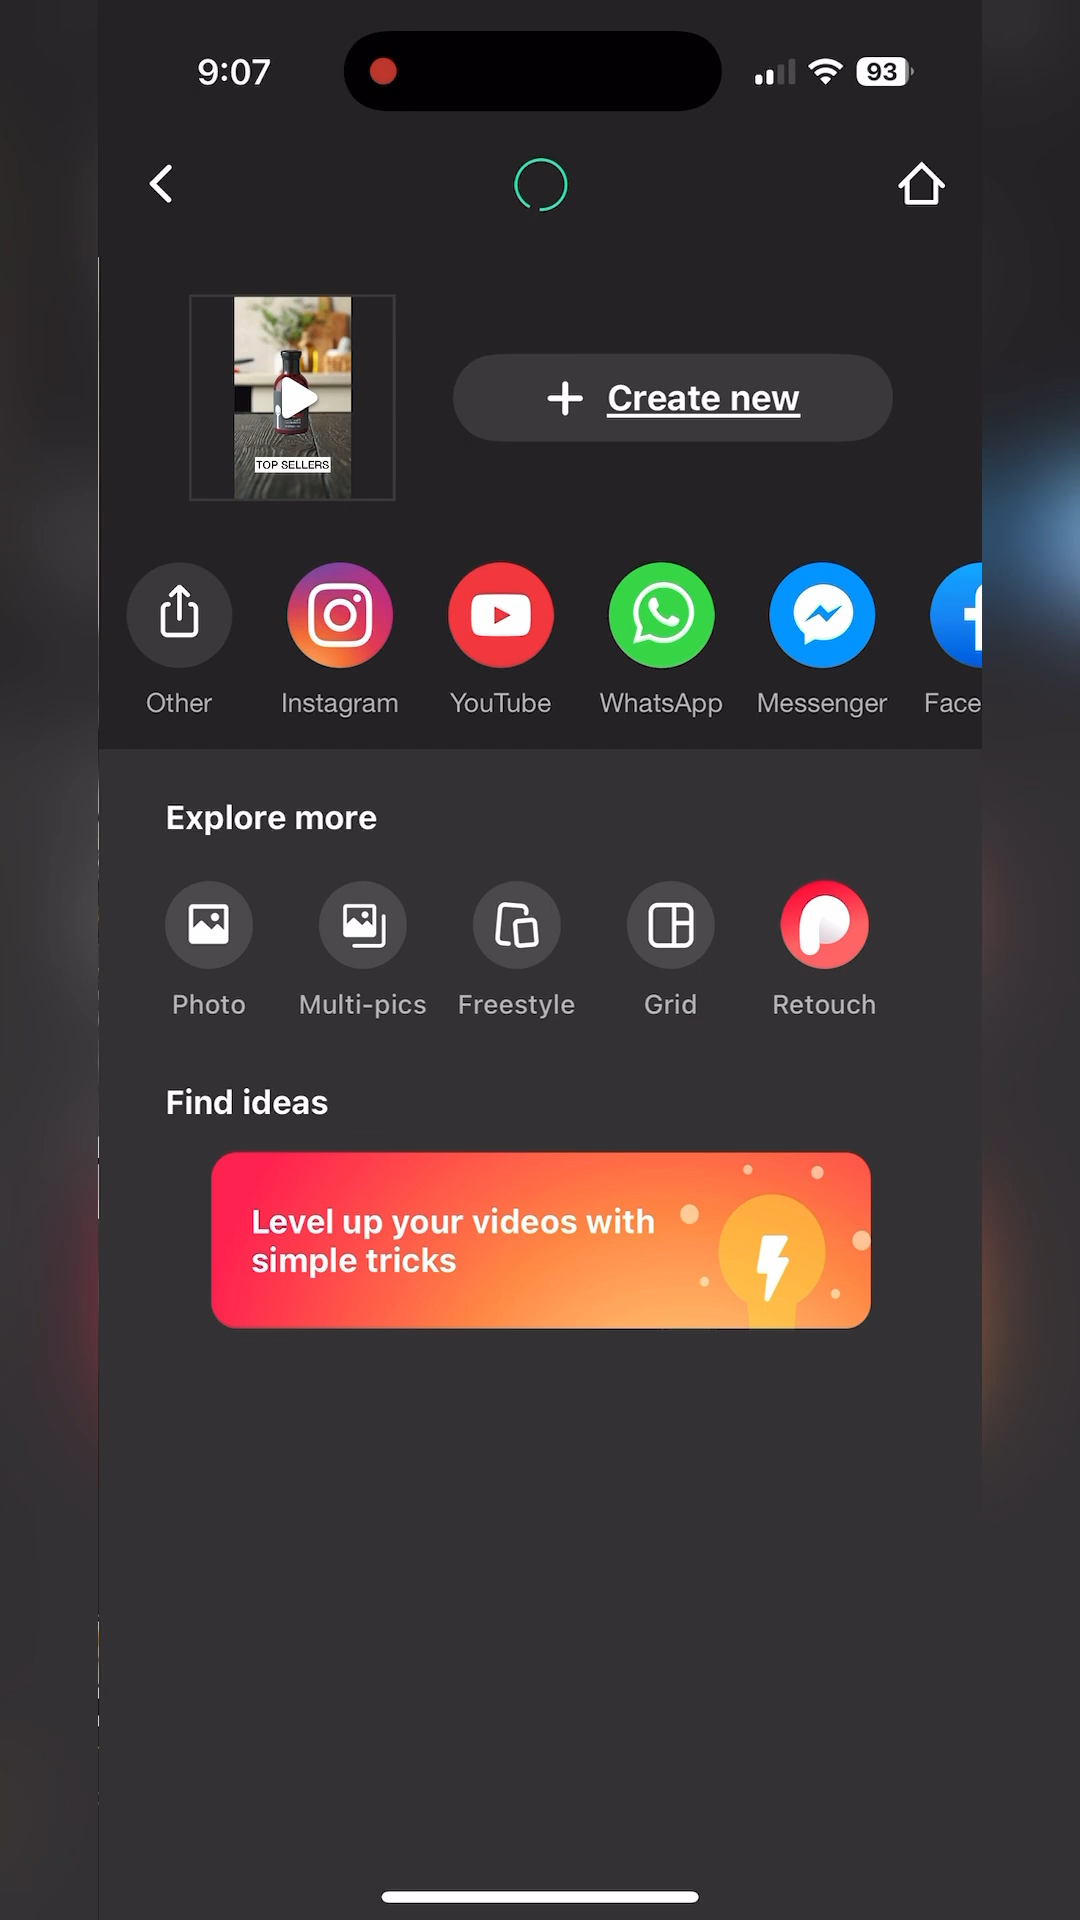 9:07
93
Create new
TOP SELLERS
Other
Instagram
YouTube
WhatsApp
Messenger
Face
Explore more
Photo
Multi-pics
Freestyle
Grid
Retouch
Find ideas
Level up your videos with
simple tricks